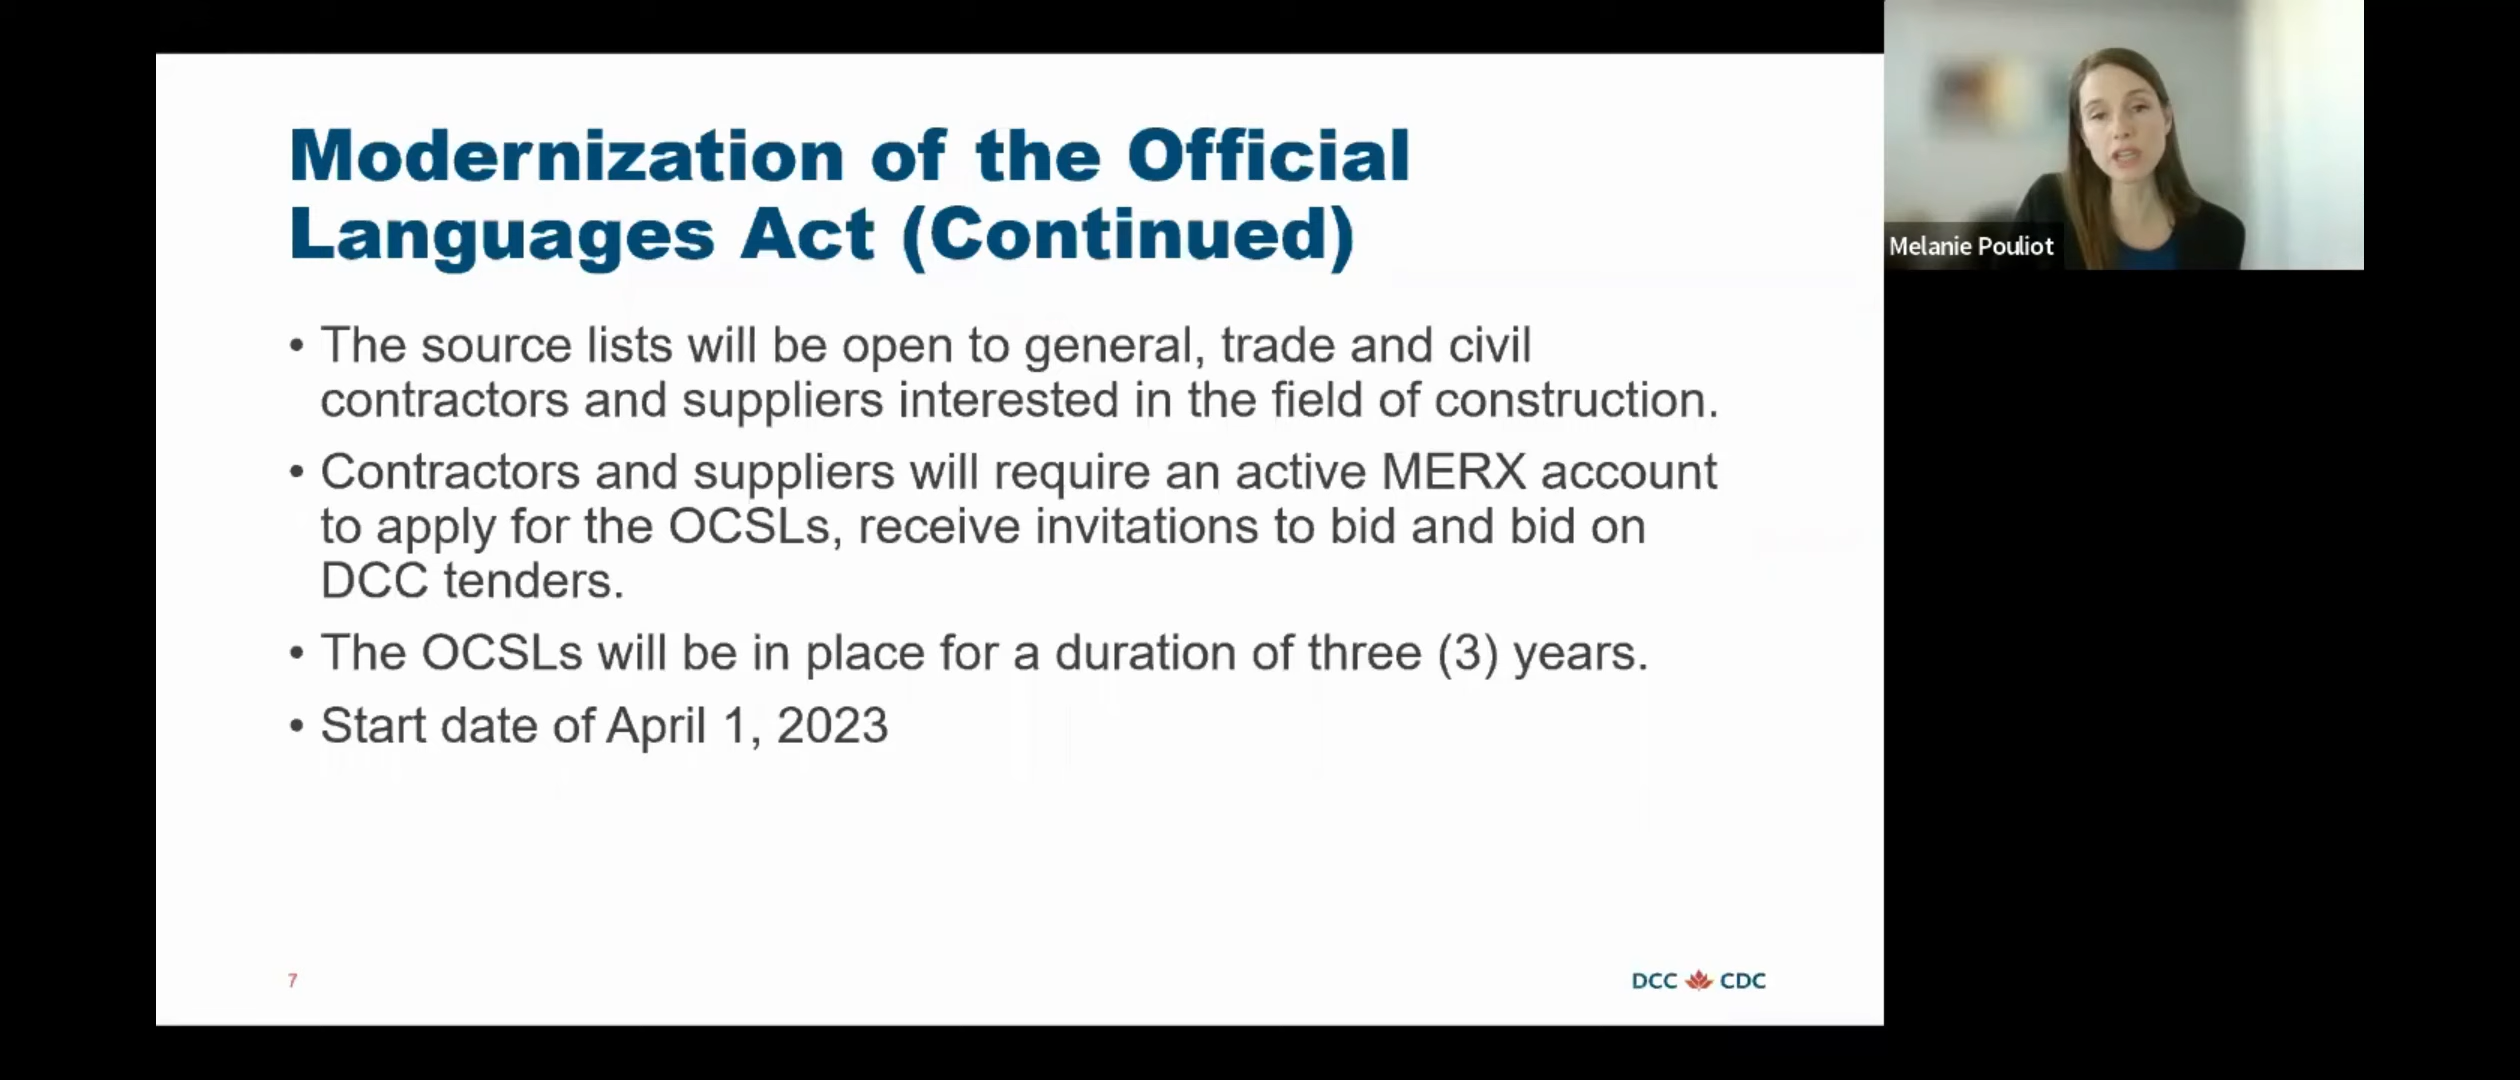 Modernization of the Official
Languages Act (Continued)
• The source lists will be open to general, trade and civil
contractors and suppliers interested in the field of construction.
• Contractors and suppliers will require an active MERX account
to apply for the OCSLs, receive invitations to bid and bid on
DCC tenders.
• The OCSLs will be in place for a duration of three (3) years.
• Start date of April 1, 2023
7
DCC CDC
Melanie Pouliot